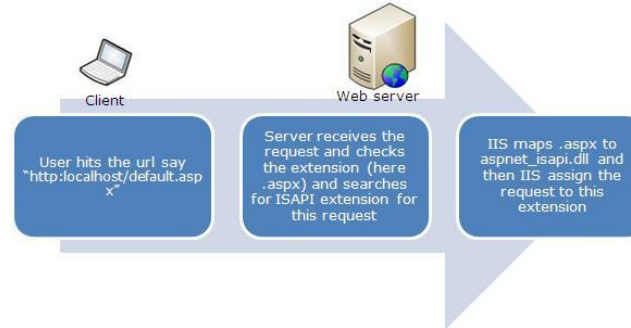 Client
Web server
User hits the url say
"http:localhost/default.asp
x"
Server receives the
request and checks
the extension (here
.aspx) and searches
for ISAPI extension for
this request
IIS maps .aspx to
aspnet_isapi.dll and
then IIS assign the
request to this
extension